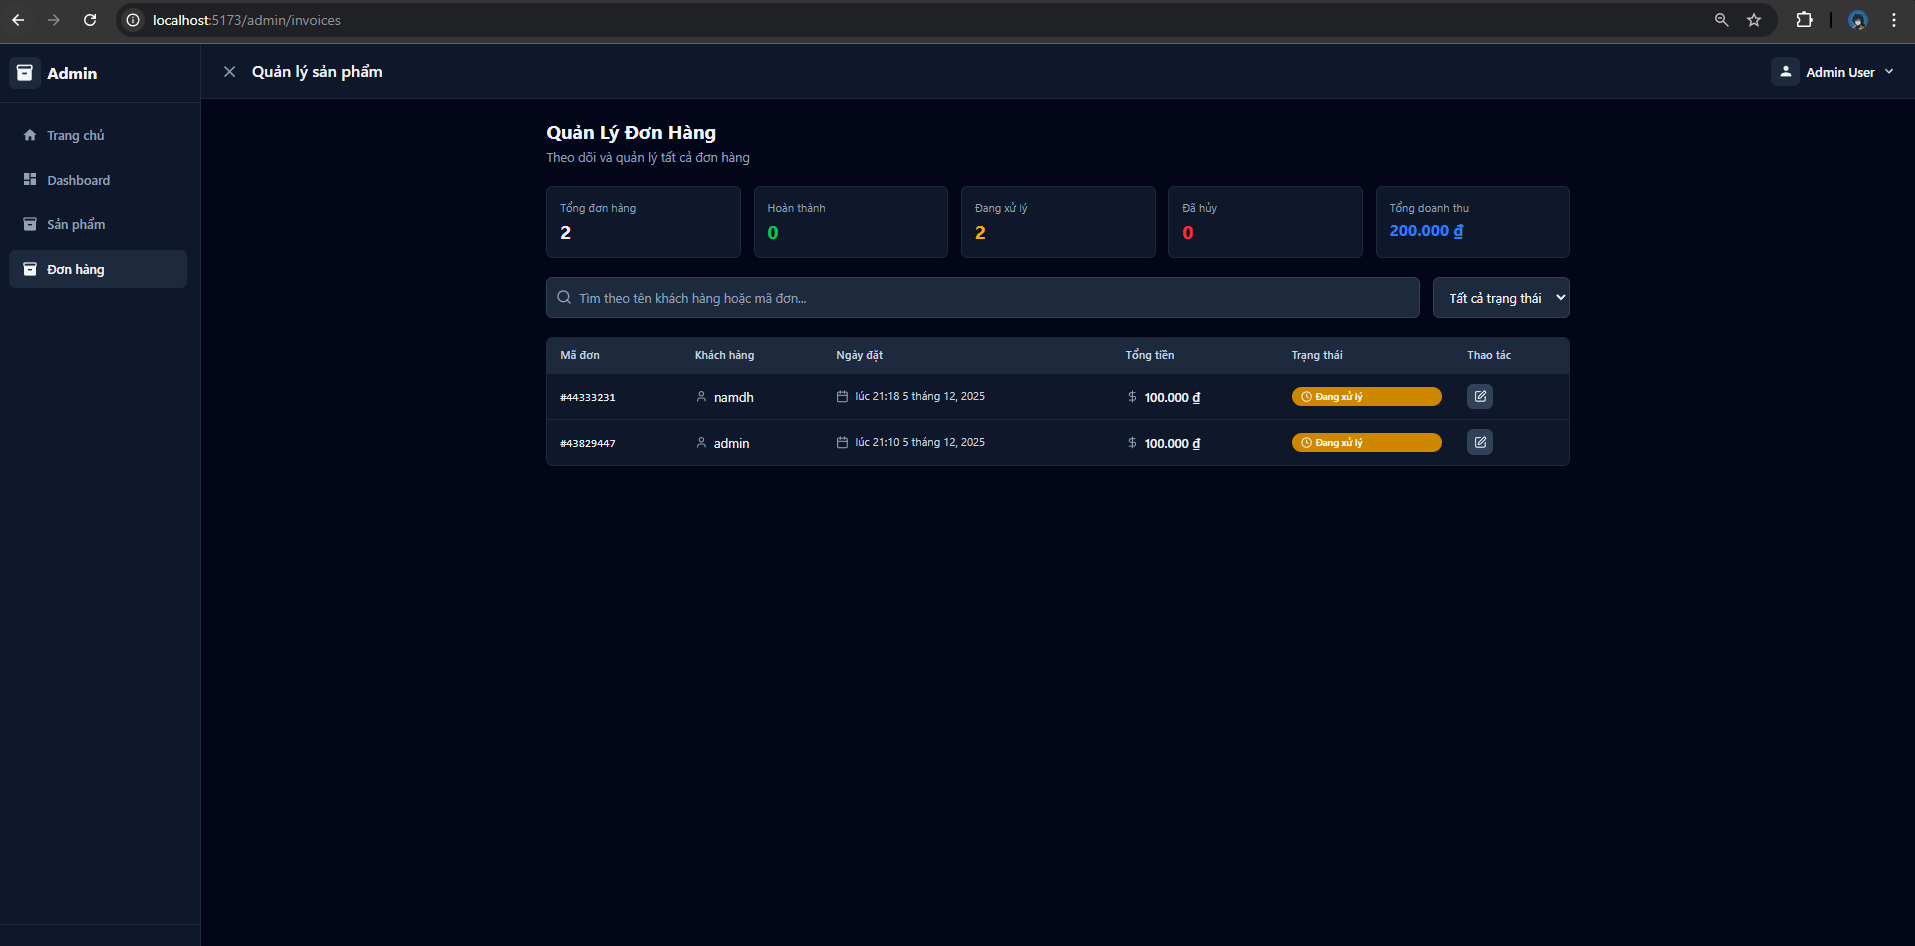 localhost:5173/admin/invoices
Admin
Quản lý sản phẩm
Admin User
Trang chủ
Dashboard
Sản phẩm
Đơn hàng
Quản Lý Đơn Hàng
Theo dõi và quản lý tất cả đơn hàng
Tổng đơn hàng
2
Hoàn thành
0
Đang xử lý
2
Đã hủy
0
Tổng doanh thu
200.000 ₫
Tìm theo tên khách hàng hoặc mã đơn...
Tất cả trạng thái
Mã đơn Khách hàng Ngày đặt Tổng tiền Trạng thái Thao tác
#44333231 namdh lúc 21:18 5 tháng 12, 2025 $ 100.000 ₫ Đang xử lý
#43829447 admin lúc 21:10 5 tháng 12, 2025 $ 100.000 ₫ Đang xử lý